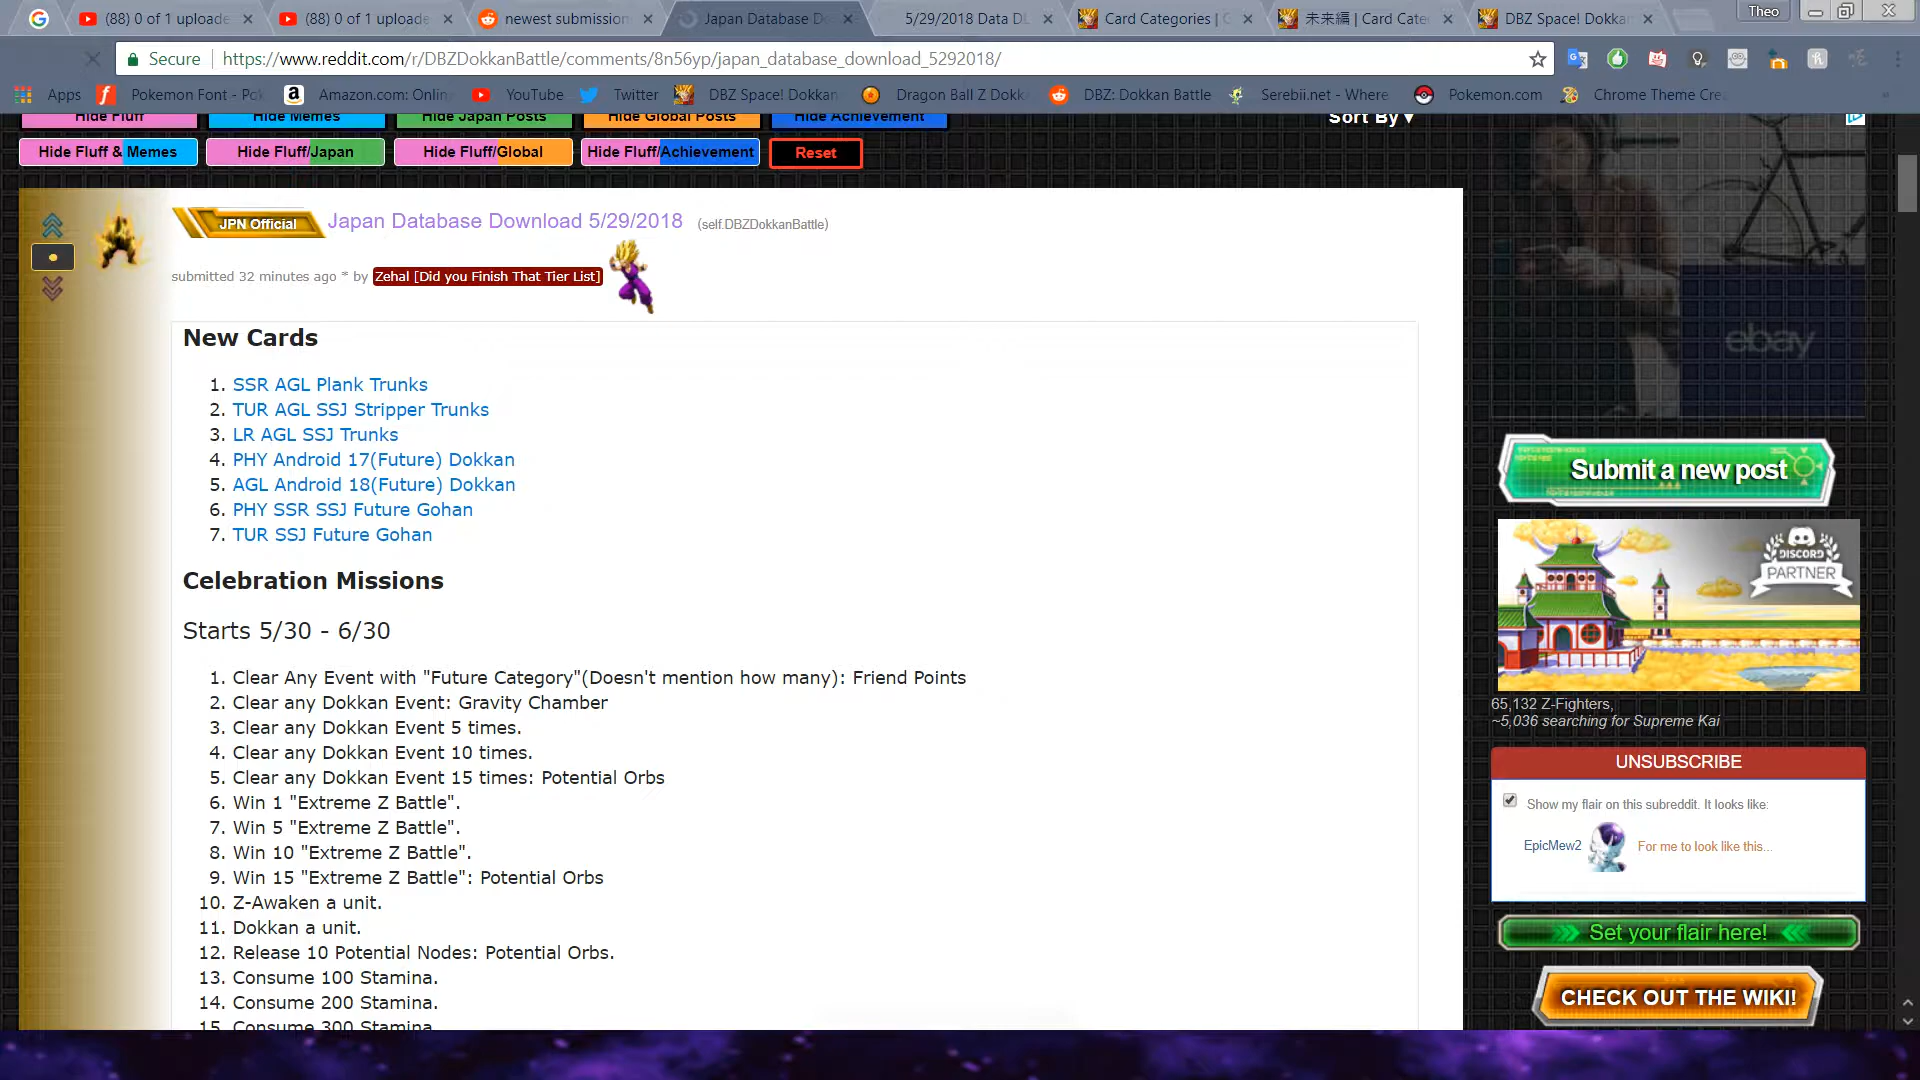 (88) 0 of 1 uploade
(88) 0 of 1 uploade
newest submission
Japan Database D
5/29/2018 Data DL
Card Categories | G
未来編 | Card Cate
DBZ Space! Dokka
Theo
Secure
https://www.reddit.com/r/DBZDokkanBattle/comments/8n56yp/japan_database_download_5292018/
Apps
Pokemon Font - Pok
Amazon.com: Onlin
YouTube
Twitter
DBZ Space! Dokkan
Dragon Ball Z Dokk
DBZ: Dokkan Battle
Serebii.net - Where
Pokemon.com
Chrome Theme Cre
Hide Fluff
Hide Memes
Hide Japan Posts
Hide Global Posts
Hide Achievement
Sort By▼
Hide Fluff & Memes
Hide Fluff/Japan
Hide Fluff/Global
Hide Fluff/Achievement
Reset
JPN Official
Japan Database Download 5/29/2018 (self.DBZDokkanBattle)
submitted 32 minutes ago * by Zehal [Did you Finish That Tier List]
New Cards
1. SSR AGL Plank Trunks
2. TUR AGL SSJ Stripper Trunks
3. LR AGL SSJ Trunks
4. PHY Android 17(Future) Dokkan
5. AGL Android 18(Future) Dokkan
6. PHY SSR SSJ Future Gohan
7. TUR SSJ Future Gohan
Celebration Missions
Starts 5/30 - 6/30
1. Clear Any Event with "Future Category"(Doesn't mention how many): Friend Points
2. Clear any Dokkan Event: Gravity Chamber
3. Clear any Dokkan Event 5 times.
4. Clear any Dokkan Event 10 times.
5. Clear any Dokkan Event 15 times: Potential Orbs
6. Win 1 "Extreme Z Battle".
7. Win 5 "Extreme Z Battle".
8. Win 10 "Extreme Z Battle".
9. Win 15 "Extreme Z Battle": Potential Orbs
10. Z-Awaken a unit.
11. Dokkan a unit.
12. Release 10 Potential Nodes: Potential Orbs.
13. Consume 100 Stamina.
14. Consume 200 Stamina.
15. Consume 300 Stamina
ebay
Submit a new post
DISCORD
PARTNER
65,132 Z-Fighters,
~5,036 searching for Supreme Kai
UNSUBSCRIBE
Show my flair on this subreddit. It looks like:
EpicMew2
For me to look like this...
Set your flair here!
CHECK OUT THE WIKI!